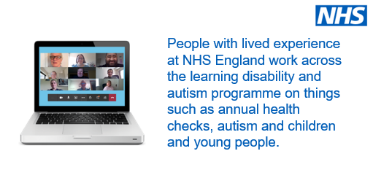 NHS
People with lived experience
at NHS England work across
the learning disability and
autism programme on things
such as annual health
checks, autism and children
and young people.